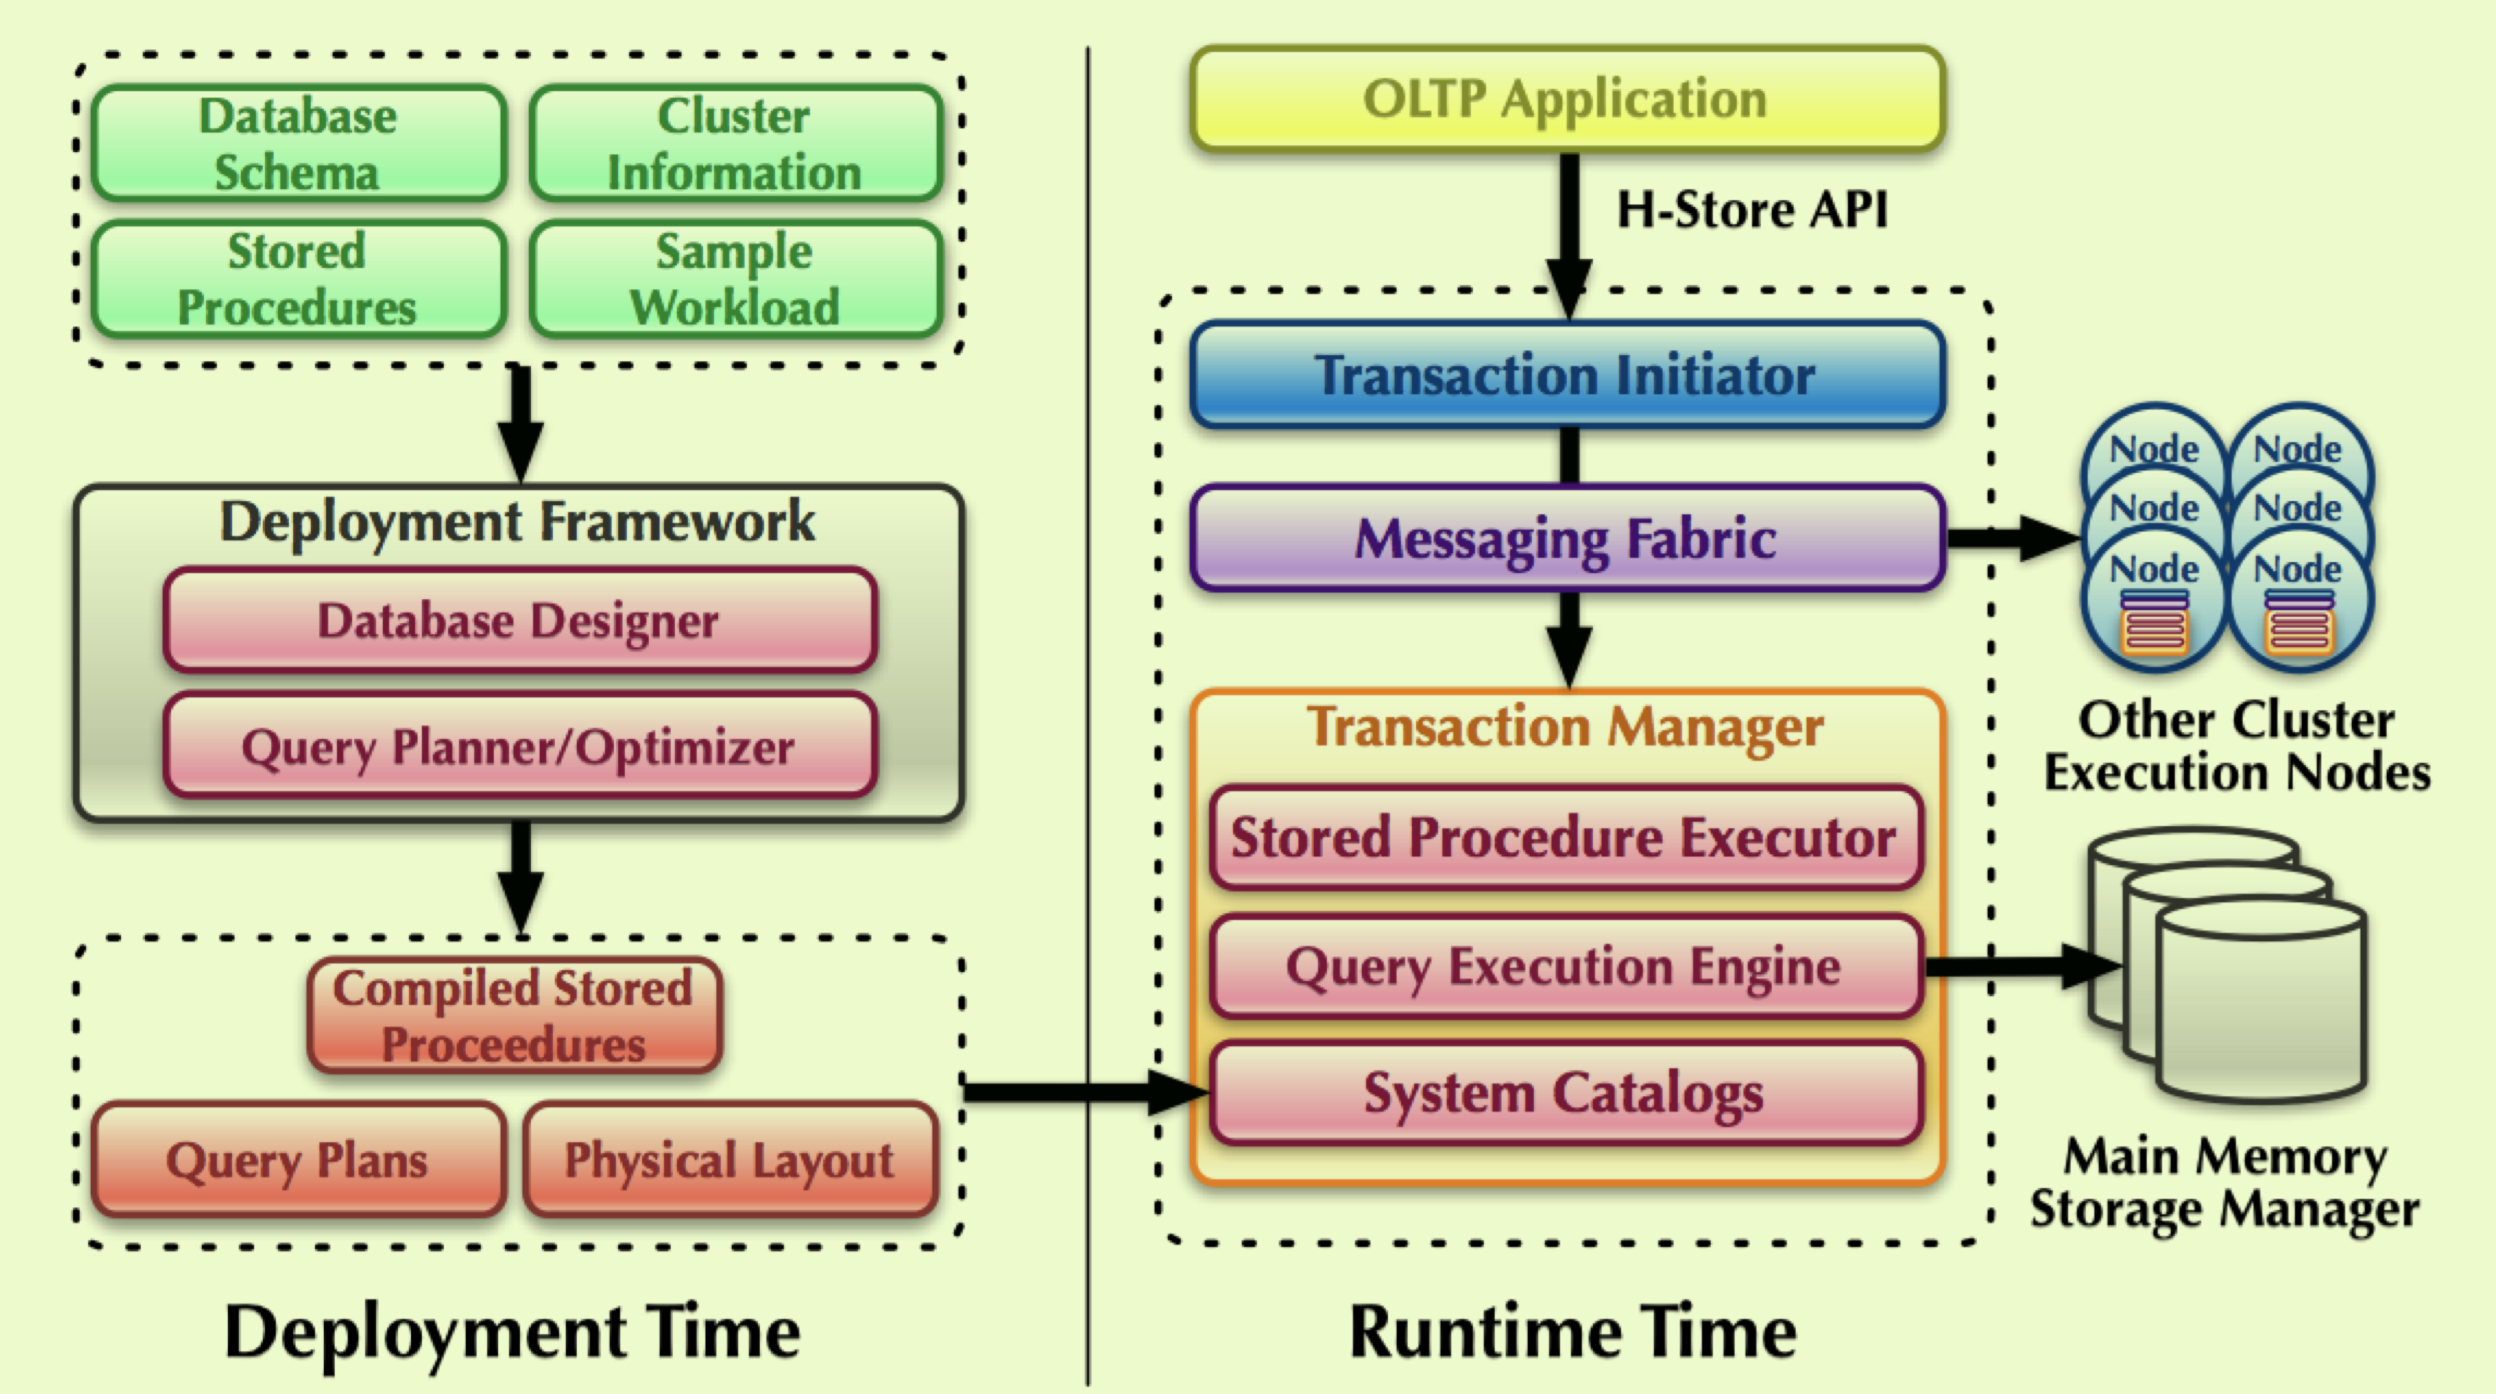 Database
Schema
Cluster
Information
Stored
Procedures
Sample
Workload
Deployment Framework
Database Designer
Query Planner/Optimizer
Compiled Stored
Proceedures
Query Plans
Physical Layout
Deployment Time
OLTP Application
H-Store API
Transaction Initiator
Messaging Fabric
Transaction Manager
Stored Procedure Executor
Query Execution Engine
System Catalogs
Node
Node
Node
Node
Node
Node
Other Cluster
Execution Nodes
Main Memory
Storage Manager
Runtime Time